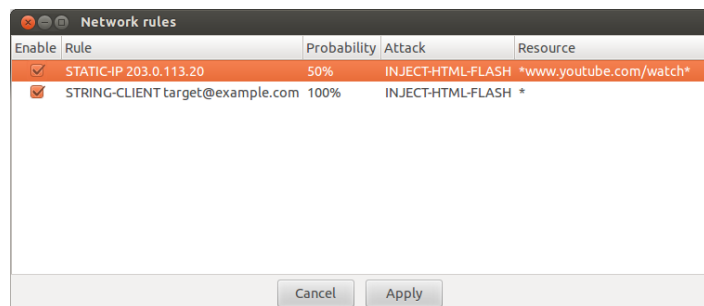 Network rules
Enable Rule Probability Attack Resource
STATIC-IP 203.0.113.20 50% INJECT-HTML-FLASH *www.youtube.com/watch*
STRING-CLIENT target@example.com 100% INJECT-HTML-FLASH *
Cancel Apply